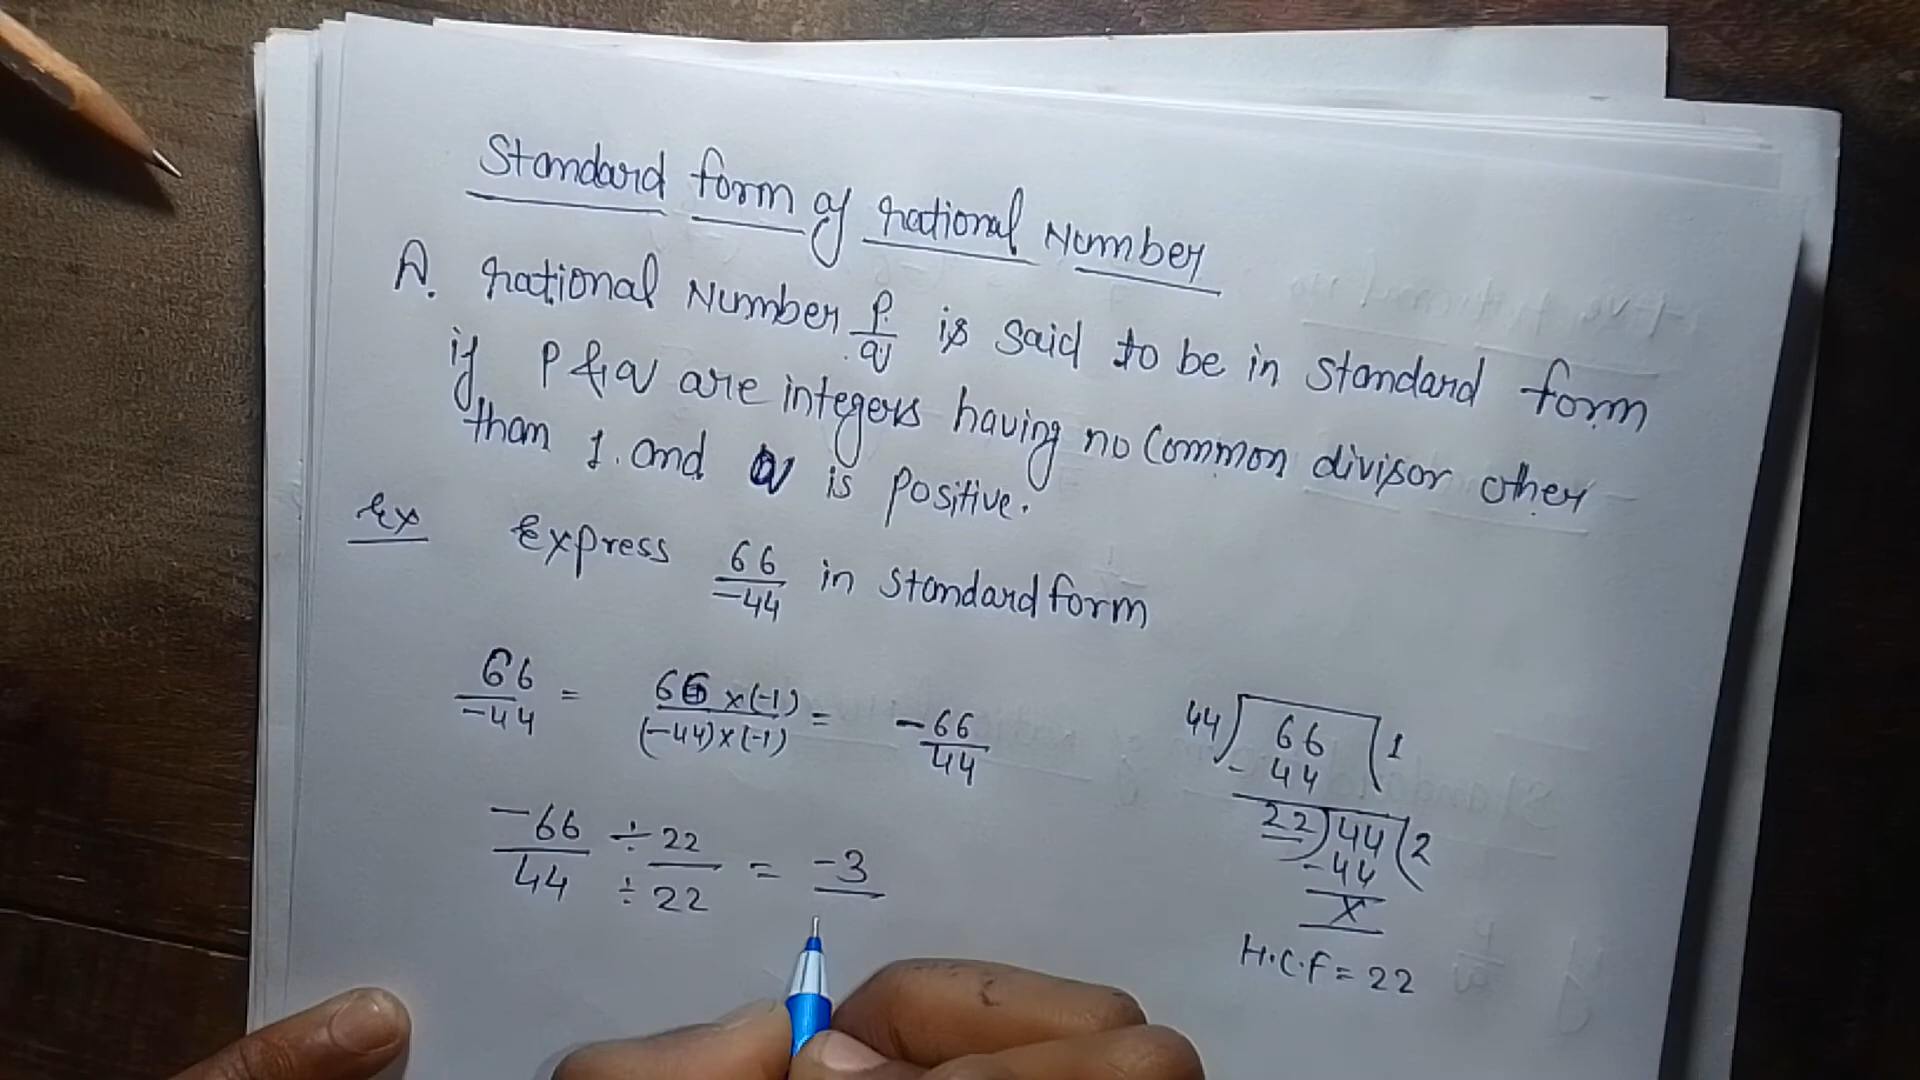 Standard form of rational Number
A. rational Number P/q is said to be in standard form
if P & q are integers having no common divisor other
than 1. and q is positive.
Ex Express 66/-44 in standard form
66/-44 = 66 x(-1)/(-44)x(-1) = -66/44
-66/44 ÷22/÷22 = -3
44) 66 (1
- 44
22) 44 (2
-44
x
H.C.F = 22